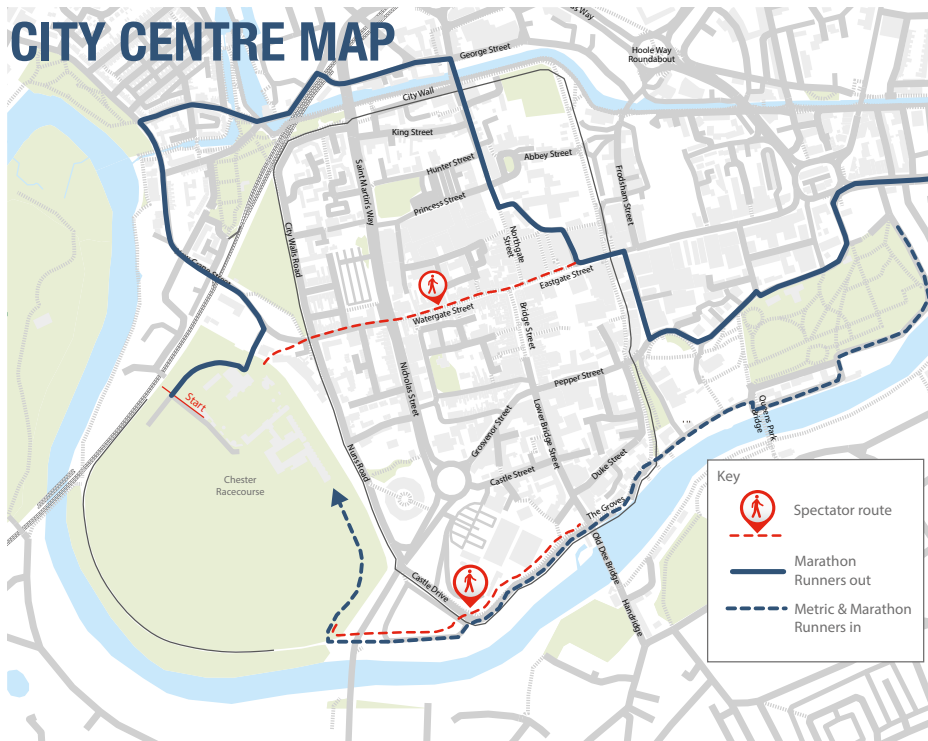 CITY CENTRE MAP
Hoole Way
Roundabout
George Street
City Wall
King Street
Hunter Street
Abbey Street
Saint Martin's Way
Princess Street
Frodsham Street
City Walls Road
Northgate
Street
Eastgate Street
Watergate Street
Bridge Street
Start
Nicholas Street
Pepper Street
Queens Park
Bridge
Lower Bridge Street
Grosvenor Street
Nuns Road
Chester
Racecourse
Castle Street
Duke Street
The Groves
Old Dee Bridge
Castle Drive
Handridge
Key
Spectator route
Marathon
Runners out
Metric & Marathon
Runners in